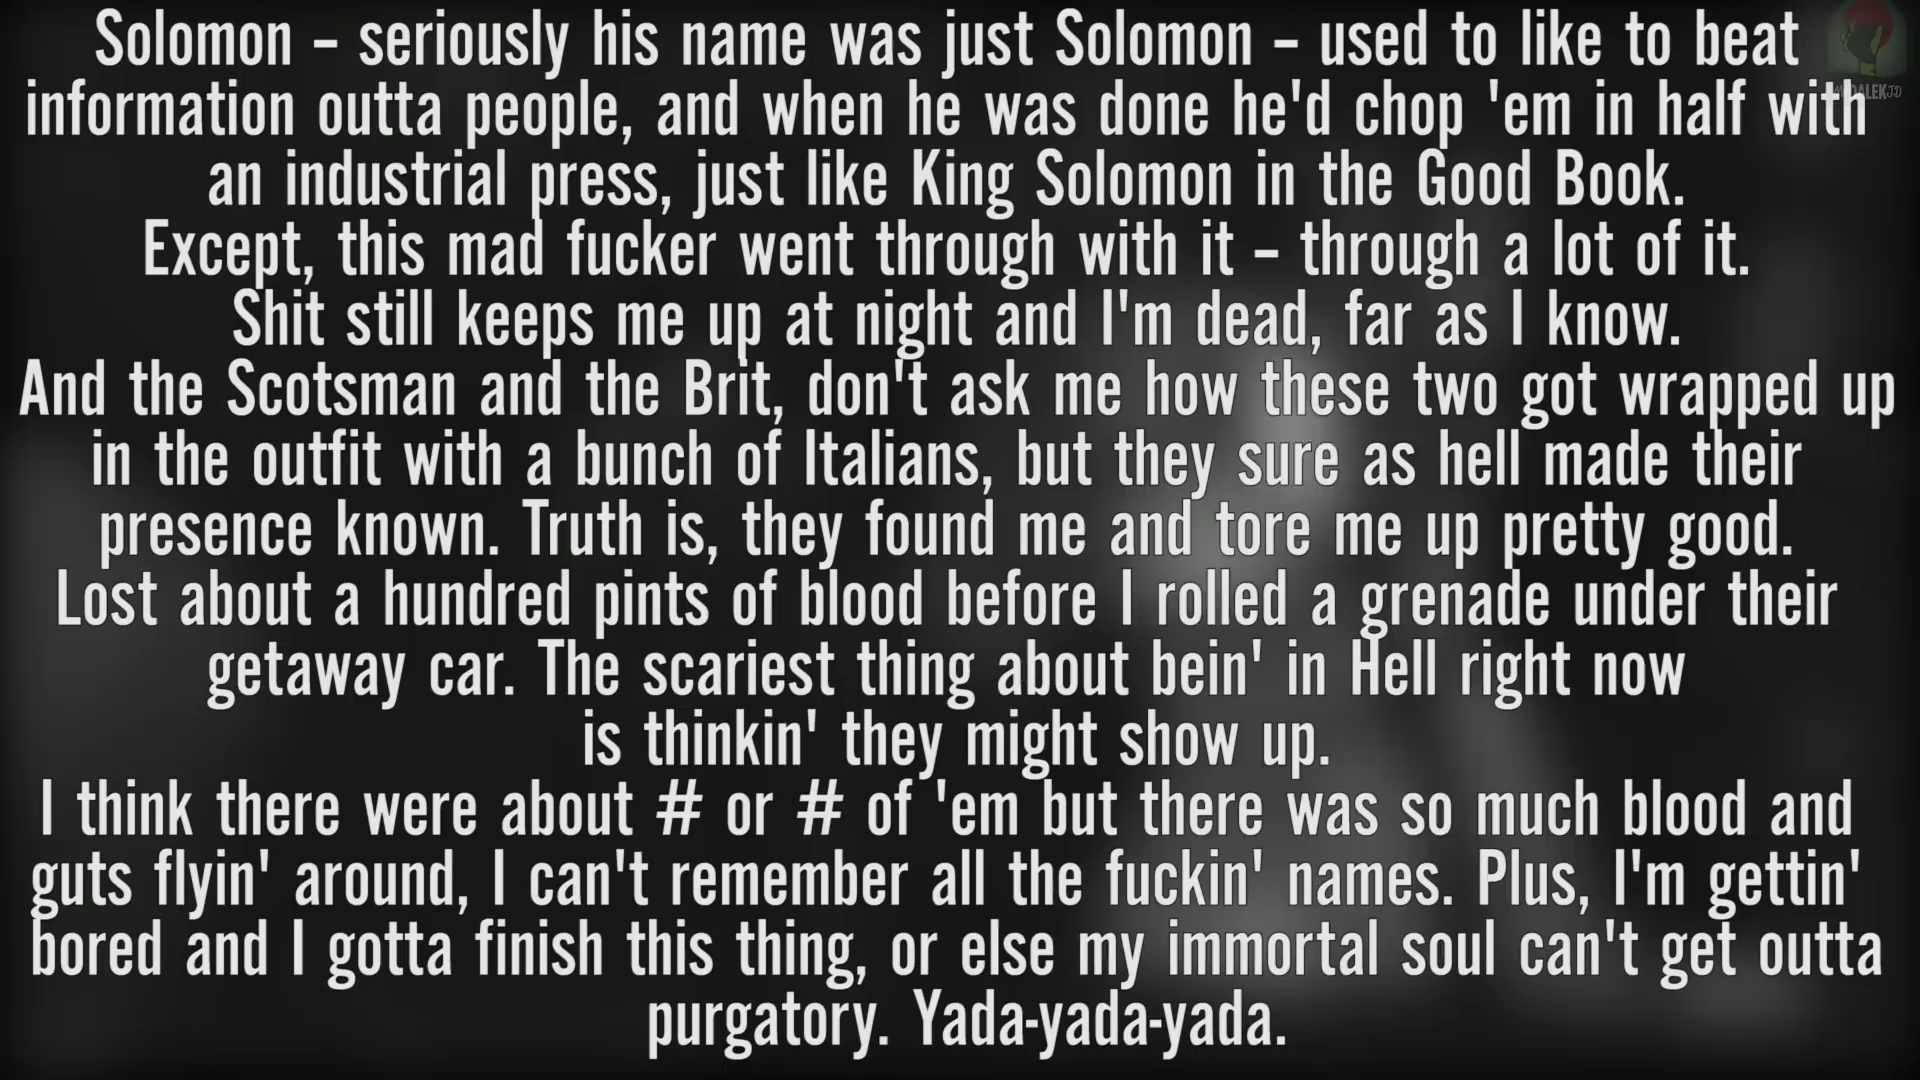 Solomon – seriously his name was just Solomon – used to like to beat
information outta people, and when he was done he'd chop 'em in half with
an industrial press, just like King Solomon in the Good Book.
Except, this mad fucker went through with it – through a lot of it.
Shit still keeps me up at night and I'm dead, far as I know.
And the Scotsman and the Brit, don't ask me how these two got wrapped up
in the outfit with a bunch of Italians, but they sure as hell made their
presence known. Truth is, they found me and tore me up pretty good.
Lost about a hundred pints of blood before I rolled a grenade under their
getaway car. The scariest thing about bein' in Hell right now
is thinkin' they might show up.
I think there were about # or # of 'em but there was so much blood and
guts flyin' around, I can't remember all the fuckin' names. Plus, I'm gettin'
bored and I gotta finish this thing, or else my immortal soul can't get outta
purgatory. Yada-yada-yada.